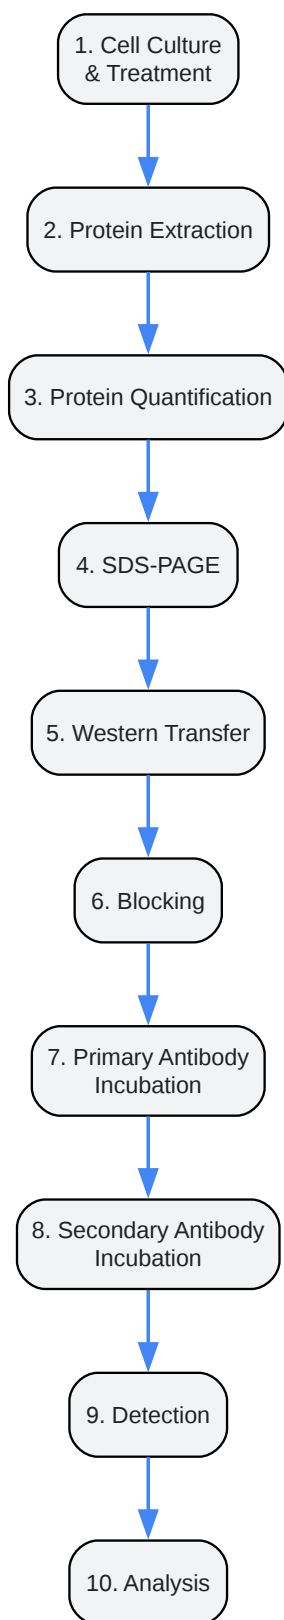 1. Cell Culture
& Treatment
2. Protein Extraction
3. Protein Quantification
4. SDS-PAGE
5. Western Transfer
6. Blocking
7. Primary Antibody
Incubation
8. Secondary Antibody
Incubation
9. Detection
10. Analysis